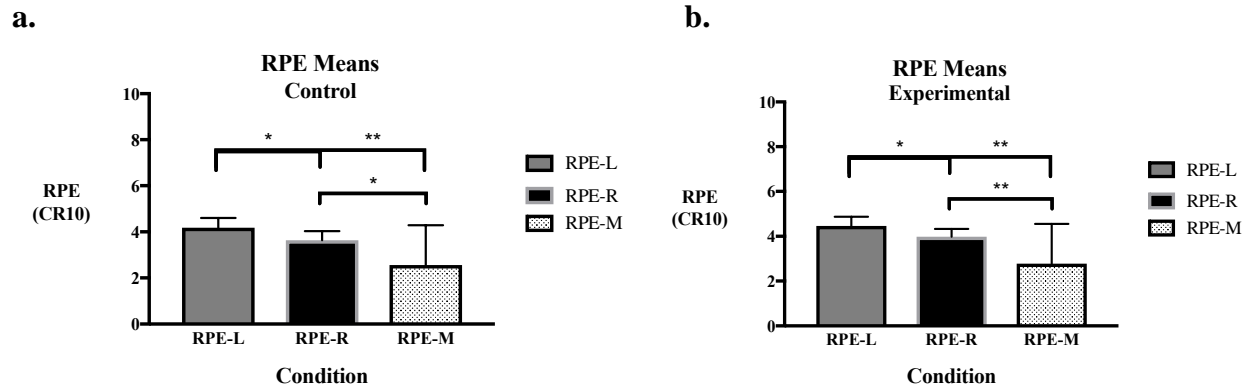 a.
RPE Means
Control
10
8
6
4
2
0
RPE
(CR10)
*
**
*
RPE-L
RPE-R
RPE-M
Condition
RPE-L
RPE-R
RPE-M
b.
RPE Means
Experimental
10
8
6
4
2
0
RPE
(CR10)
*
**
**
RPE-L
RPE-R
RPE-M
Condition
RPE-L
RPE-R
RPE-M